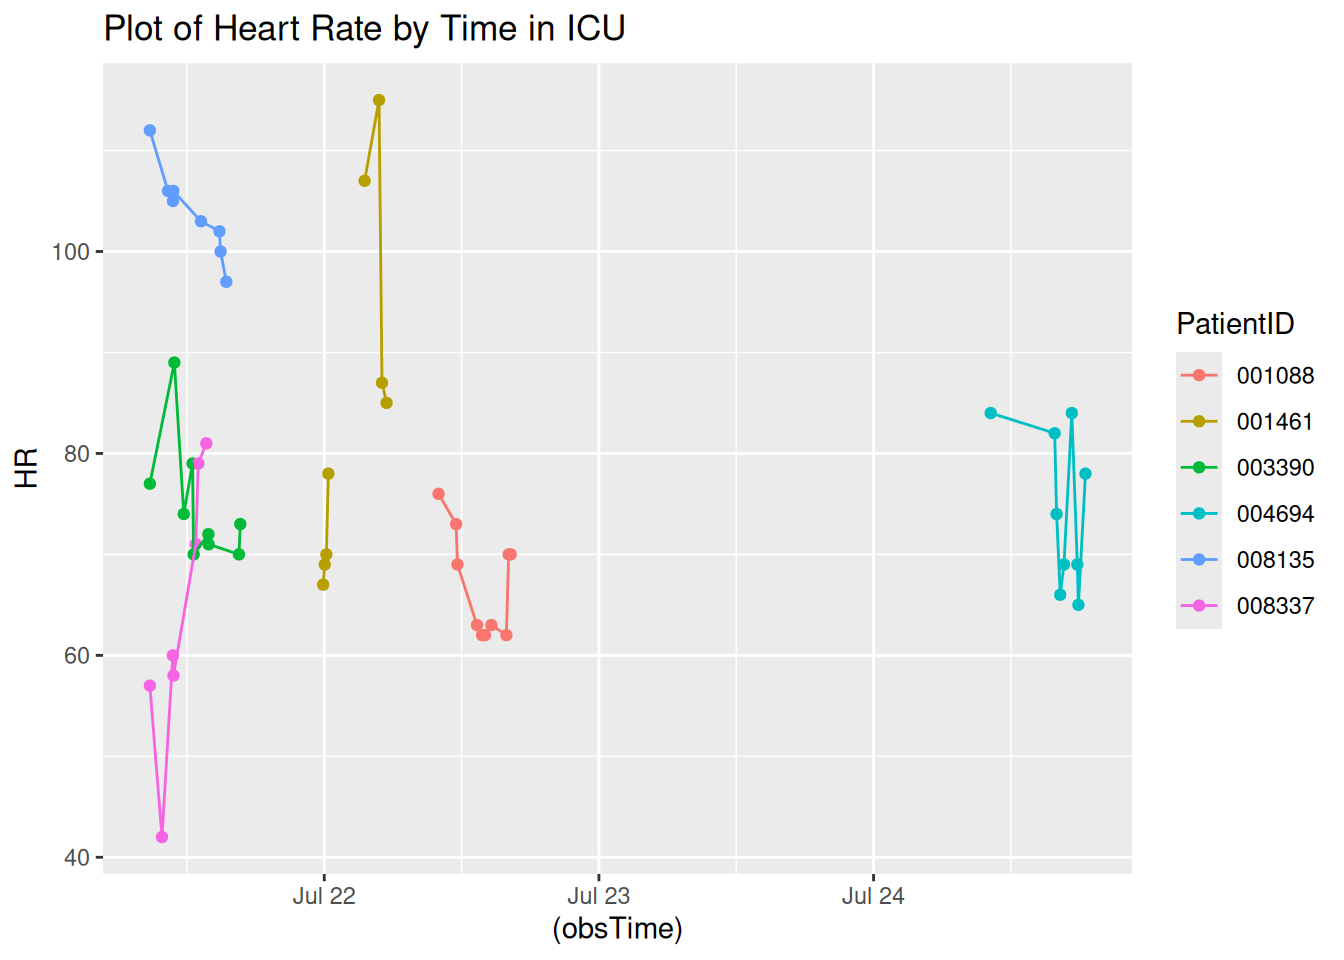 Plot of Heart Rate by Time in ICU
HR
100
80
60
40
Jul 22
Jul 23
Jul 24
(obsTime)
PatientID
001088
001461
003390
004694
008135
008337